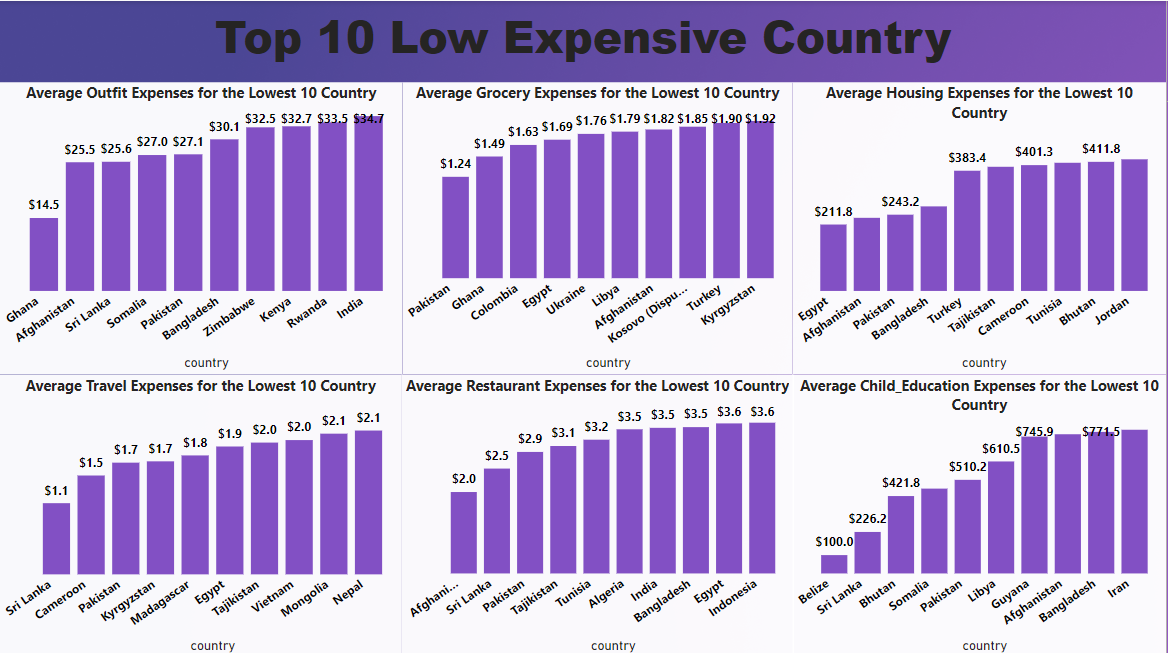 Top 10 Low Expensive Country
Average Outfit Expenses for the Lowest 10 Country
$14.5 $25.5 $25.6 $27.0 $27.1 $30.1 $32.5 $32.7 $33.5 $34.7
Ghana Afghanistan Sri Lanka Somalia Pakistan Bangladesh Zimbabwe Kenya Rwanda India
country
Average Grocery Expenses for the Lowest 10 Country
$1.24 $1.49 $1.63 $1.69 $1.76 $1.79 $1.82 $1.85 $1.90 $1.92
Pakistan Ghana Colombia Egypt Ukraine Libya Afghanistan Kosovo (Dispu... Turkey Kyrgyzstan
country
Average Housing Expenses for the Lowest 10
Country
$211.8 $243.2 $383.4 $401.3 $411.8
Egypt Afghanistan Pakistan Bangladesh Turkey Tajikistan Cameroon Tunisia Bhutan Jordan
country
Average Travel Expenses for the Lowest 10 Country
$1.1 $1.5 $1.7 $1.7 $1.8 $1.9 $2.0 $2.0 $2.1 $2.1
Sri Lanka Cameroon Pakistan Kyrgyzstan Madagascar Egypt Tajikistan Vietnam Mongolia Nepal
country
Average Restaurant Expenses for the Lowest 10 Country
$2.0 $2.5 $2.9 $3.1 $3.2 $3.5 $3.5 $3.5 $3.6 $3.6
Afghani... Sri Lanka Pakistan Tajikistan Tunisia Algeria India Bangladesh Egypt Indonesia
country
Average Child_Education Expenses for the Lowest 10
Country
$100.0 $226.2 $421.8 $510.2 $610.5 $745.9 $771.5
Belize Sri Lanka Bhutan Somalia Pakistan Libya Guyana Afghanistan Bangladesh Iran
country